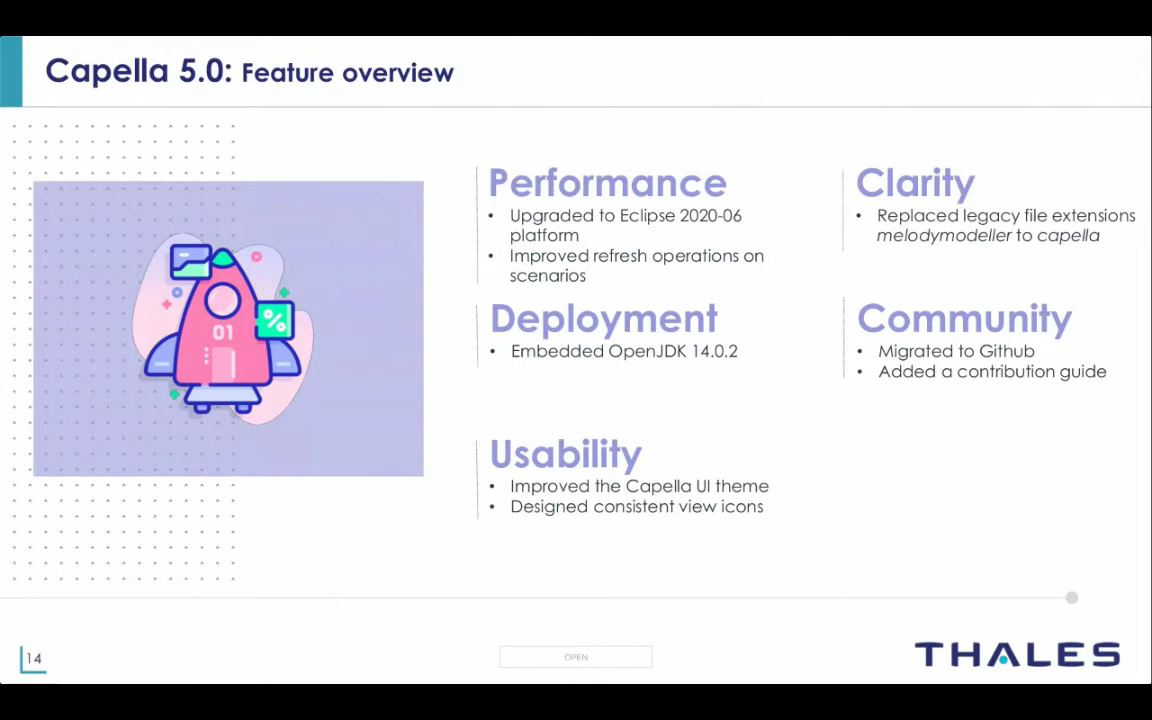 Capella 5.0: Feature overview
01
%
Performance
• Upgraded to Eclipse 2020-06
platform
• Improved refresh operations on
scenarios
Clarity
• Replaced legacy file extensions
melodymodeller to capella
Deployment
• Embedded OpenJDK 14.0.2
Community
• Migrated to Github
• Added a contribution guide
Usability
• Improved the Capella UI theme
• Designed consistent view icons
14
OPEN
THALES